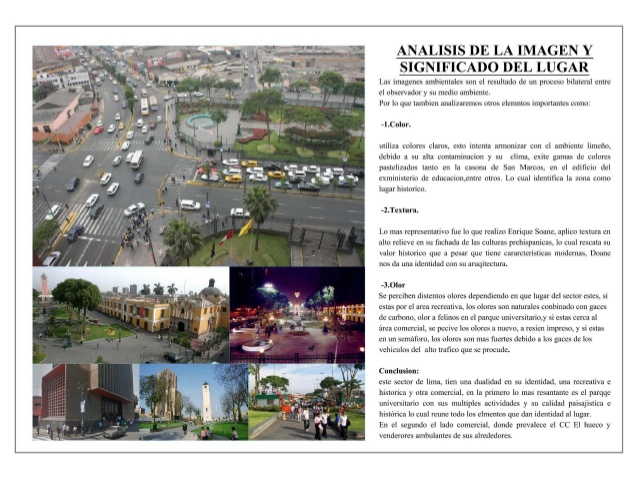 ANALISIS DE LA IMAGEN Y
SIGNIFICADO DEL LUGAR
Las imagenes ambientales son el resultado de un proceso bilateral entre
el observador y su medio ambiente.
Por lo que tambien analizaremos otros elemntos importantes como:
-1.Color.
utiliza colores claros, esto intenta armonizar con el ambiente limeño,
debido a su alta contaminacion y su clima, exite gamas de colores
pastelizados tanto en la casona de San Marcos, en el edificio del
exministerio de educacion,entre otros. Lo cual identifica la zona como
lugar historico.
-2.Textura.
Lo mas representativo fue lo que realizo Enrique Soane, aplico textura en
alto relieve en su fachada de las culturas prehispanicas, lo cual rescata su
valor historico que a pesar que tiene cararcteristicas modernas, Doane
nos da una identidad con su aruqitectura.
-3.Olor
Se perciben distentos olores dependiendo en que lugar del sector estes, si
estas por el area recreativa, los olores son naturales combinado con gaces
de carbono, olor a felinos en el parque universitario,y si estas cerca al
área comercial, se pecive los olores a nuevo, a resien impreso, y si estas
en un semáforo, los olores son mas fuertes debido a los gaces de los
vehiculos del alto trafico que se procude.
Conclusion:
este sector de lima, tien una dualidad en su identidad, una recreativa e
historica y otra comercial, en la primero lo mas resantante es el parqqe
universitario con sus multiples actividades y su calidad paisajistica e
histórica lo cual reune todo los elmentos que dan identidad al lugar.
En el segundo el lado comercial, donde prevalece el CC El hueco y
venderores ambulantes de sus alrededores.